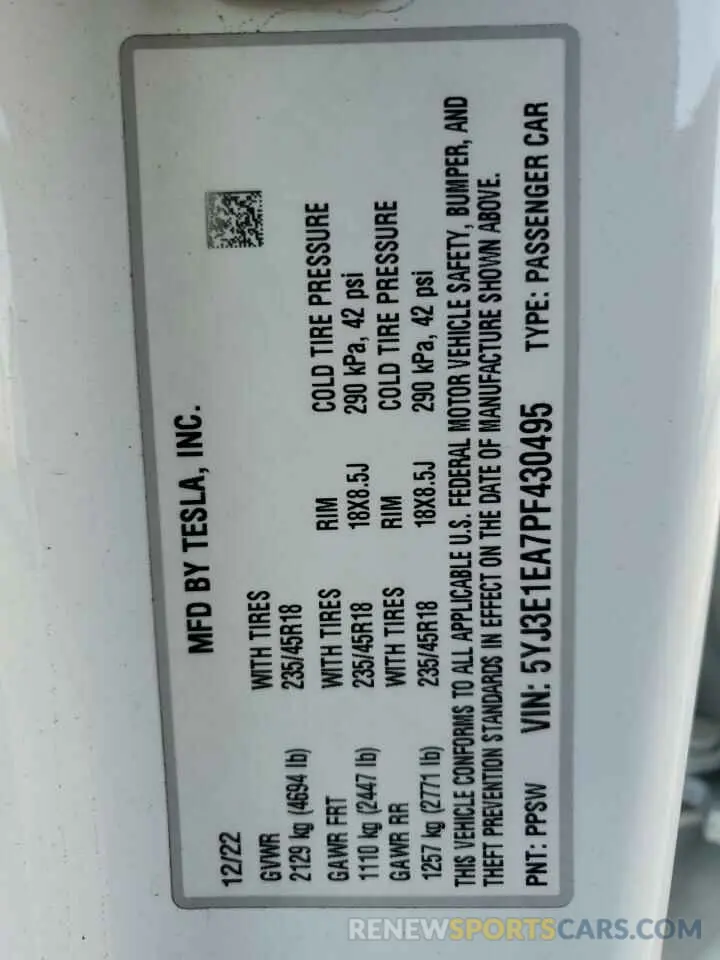 MFD BY TESLA, INC.
12/22
GVWR WITH TIRES
2129 kg (4694 lb) 235/45R18
GAWR FRT WITH TIRES RIM COLD TIRE PRESSURE
1110 kg (2447 lb) 235/45R18 18X8.5J 290 kPa, 42 psi
GAWR RR WITH TIRES RIM COLD TIRE PRESSURE
1257 kg (2771 lb) 235/45R18 18X8.5J 290 kPa, 42 psi
THIS VEHICLE CONFORMS TO ALL APPLICABLE U.S. FEDERAL MOTOR VEHICLE SAFETY, BUMPER, AND
THEFT PREVENTION STANDARDS IN EFFECT ON THE DATE OF MANUFACTURE SHOWN ABOVE.
PNT: PPSW VIN: 5YJ3E1EA7PF430495 TYPE: PASSENGER CAR
RENEWSPORTSCARS.COM